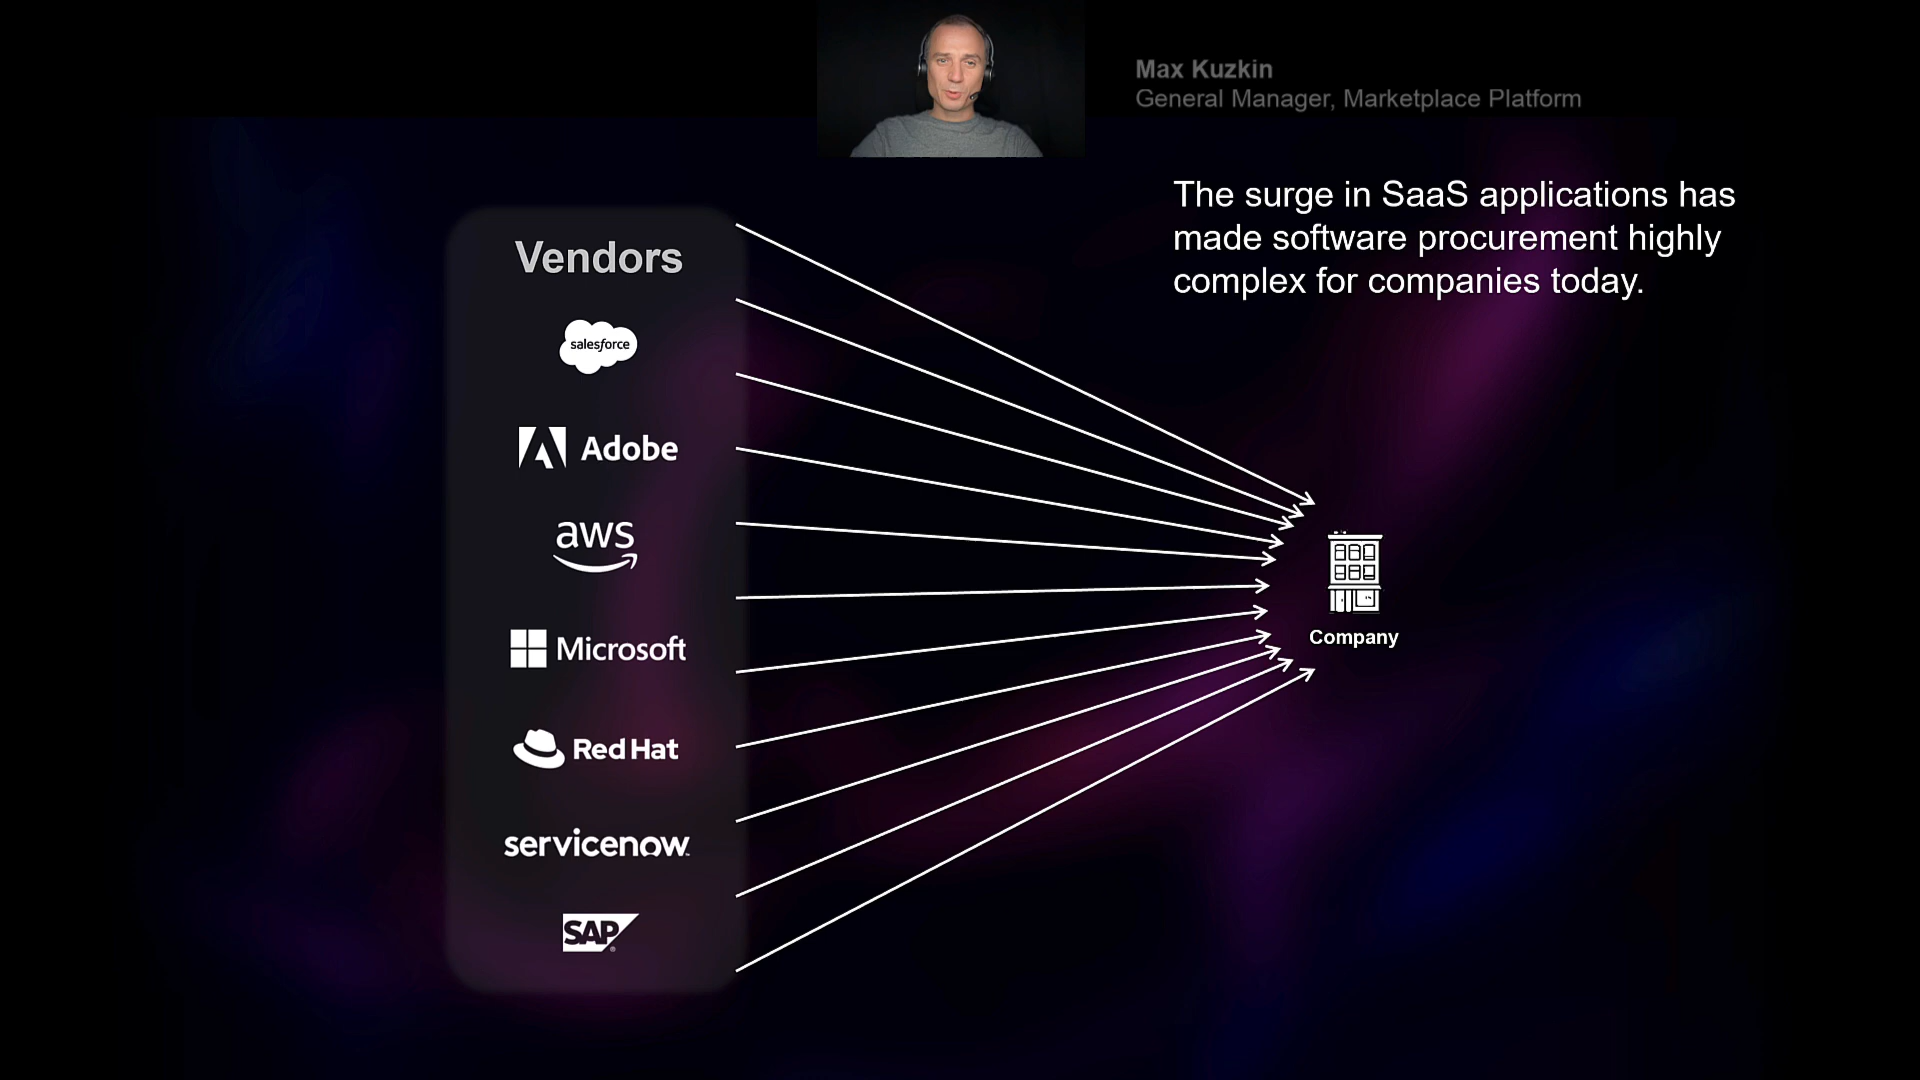 Max Kuzkin
General Manager, Marketplace Platform
The surge in SaaS applications has
made software procurement highly
complex for companies today.
Vendors
salesforce
Adobe
aws
Microsoft
Red Hat
servicenow
SAP
Company